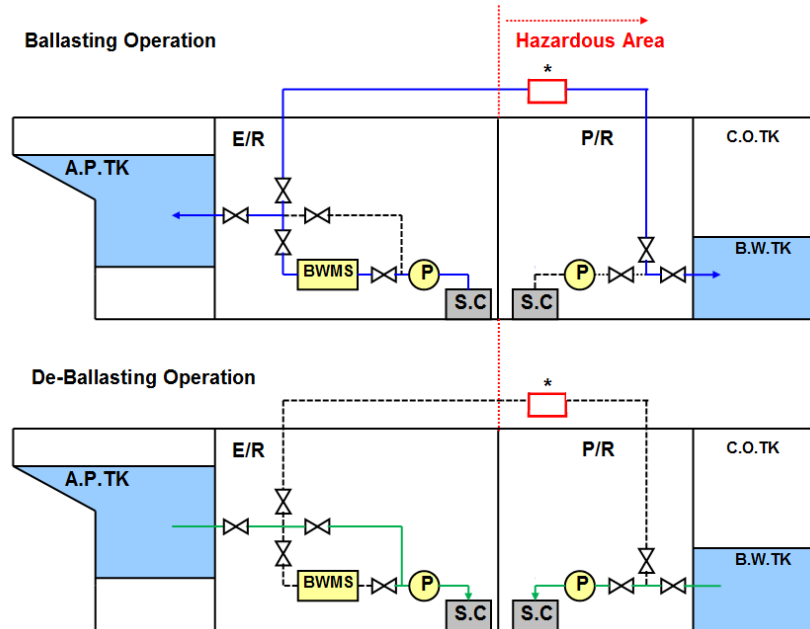 Ballasting Operation
Hazardous Area
*
E/R
P/R
C.O.TK
A.P.TK
B.W.TK
BWMS
P
P
S.C
S.C
De-Ballasting Operation
*
E/R
P/R
C.O.TK
A.P.TK
B.W.TK
BWMS
P
P
S.C
S.C